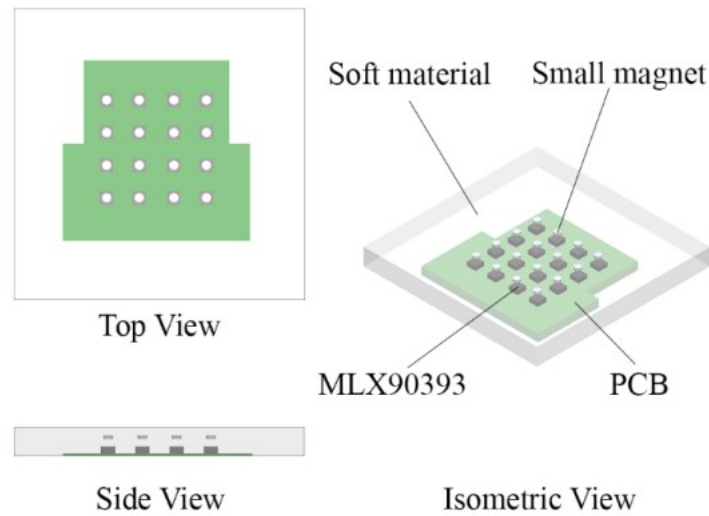 Soft material
Small magnet
Top View
MLX90393
PCB
Side View
Isometric View